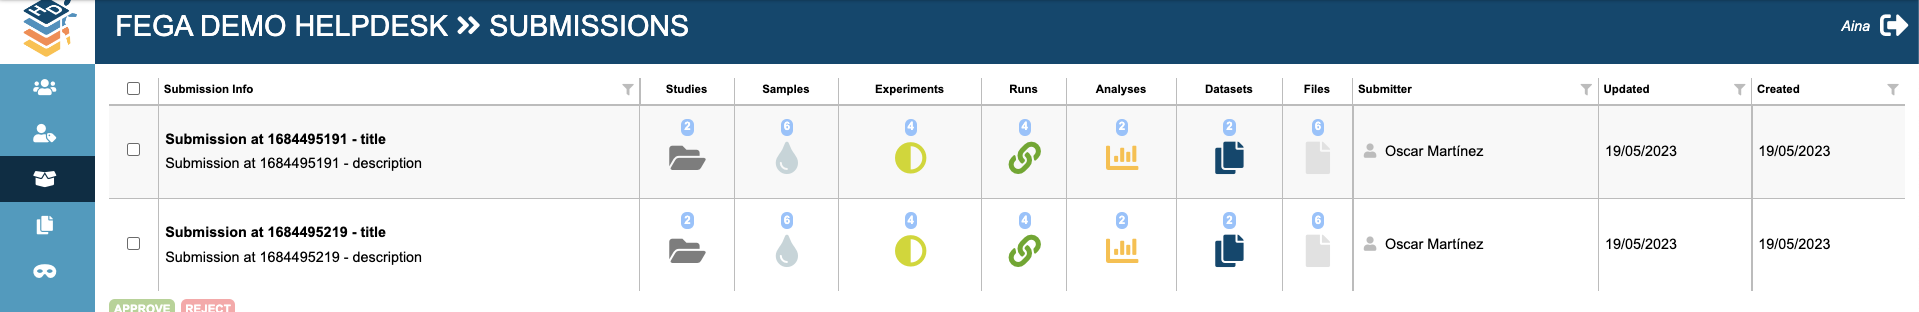 HD
FEGA DEMO HELPDESK >> SUBMISSIONS
Aina
Submission Info Studies Samples Experiments Runs Analyses Datasets Files Submitter Updated Created
2 6 4 4 2 2 6
Submission at 1684495191 - title
Submission at 1684495191 - description
Oscar Martínez 19/05/2023 19/05/2023
2 6 4 4 2 2 6
Submission at 1684495219 - title
Submission at 1684495219 - description
Oscar Martínez 19/05/2023 19/05/2023
APPROVE REJECT